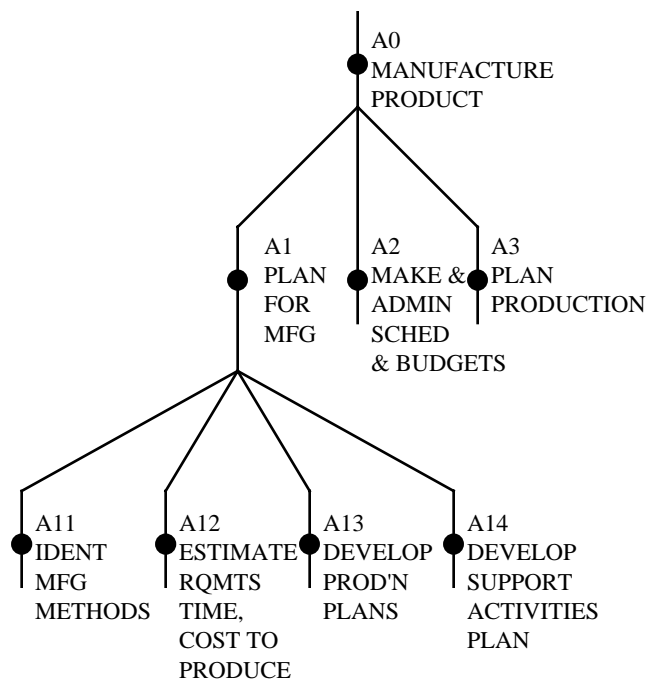 A0
MANUFACTURE
PRODUCT
A1
PLAN
FOR
MFG
A2
MAKE &
ADMIN
SCHED
& BUDGETS
A3
PLAN
PRODUCTION
A11
IDENT
MFG
METHODS
A12
ESTIMATE
RQMTS
TIME,
COST TO
PRODUCE
A13
DEVELOP
PROD'N
PLANS
A14
DEVELOP
SUPPORT
ACTIVITIES
PLAN